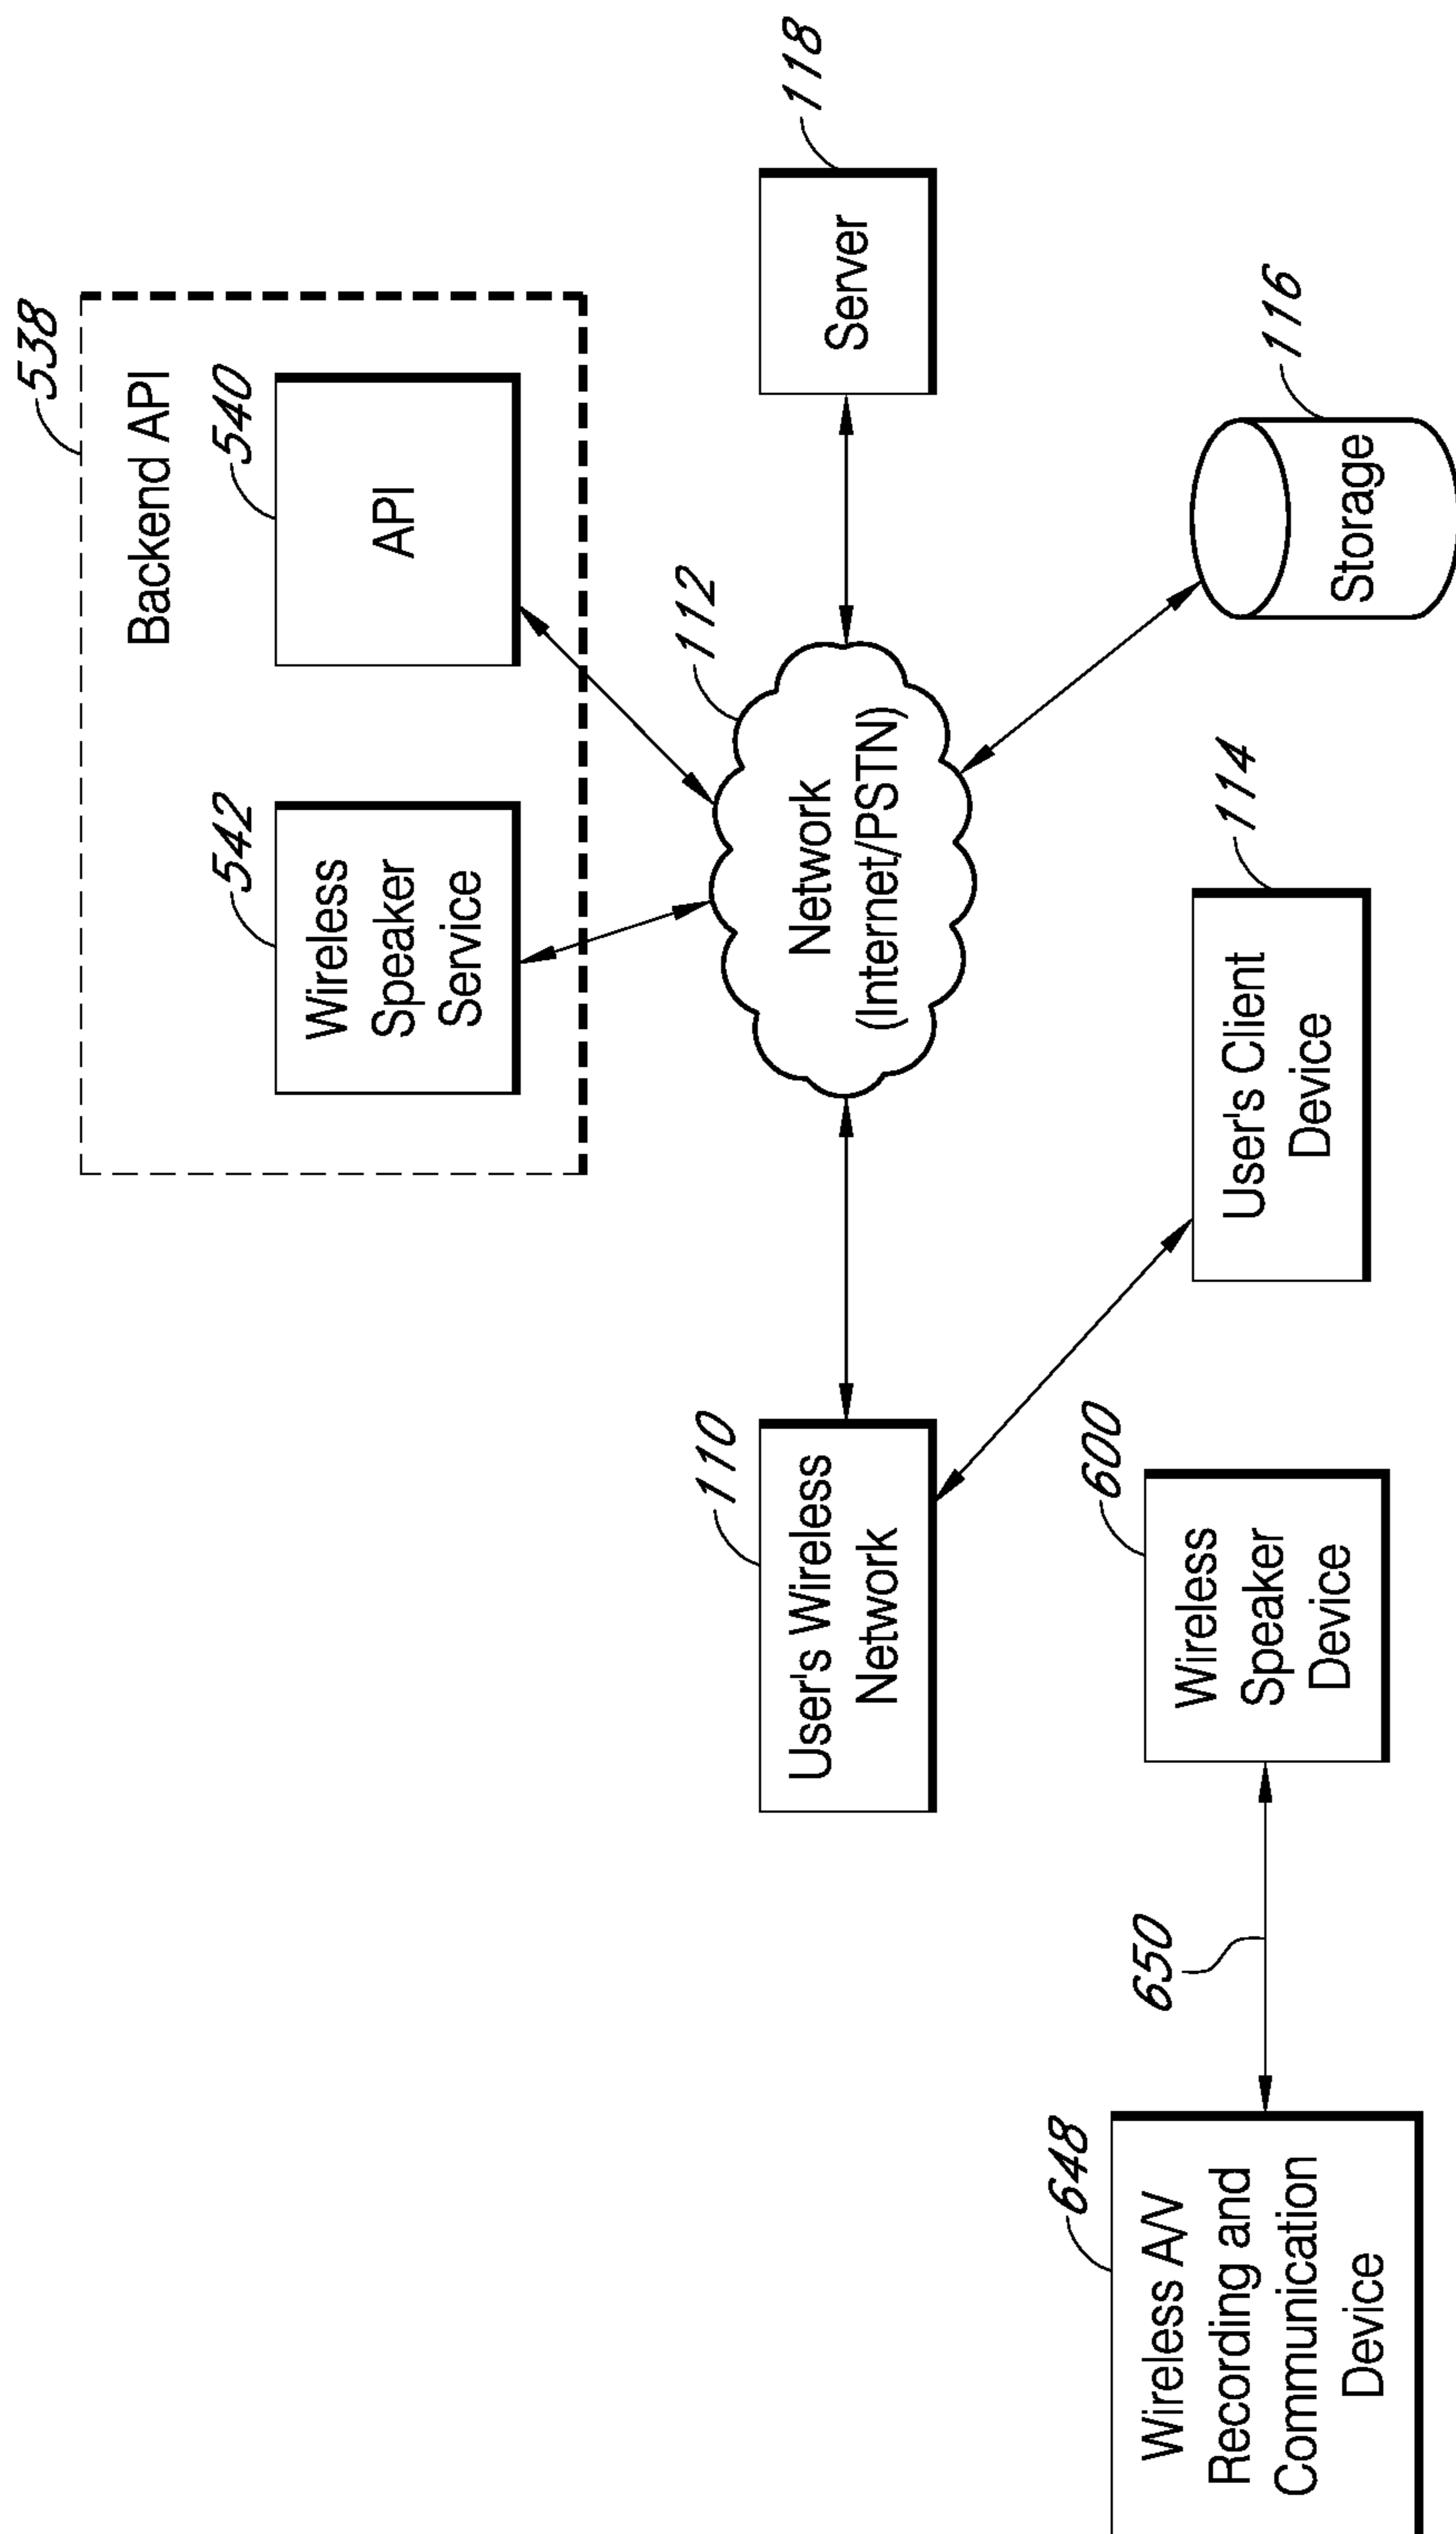 538
Backend API
542
Wireless
Speaker
Service
540
API
110
User's Wireless
Network
112
Network
(Internet/PSTN)
118
Server
648
Wireless A/V
Recording and
Communication
Device
650
600
Wireless
Speaker
Device
114
User's Client
Device
116
Storage